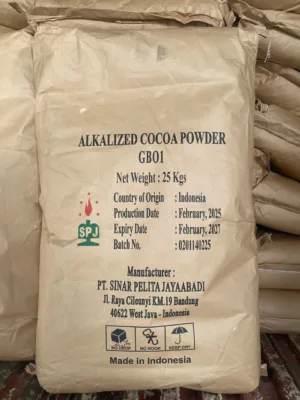 ALKALIZED COCOA POWDER
GB01
Net Weight : 25 Kgs
Country of Origin : Indonesia
Production Date : February, 2025
Expiry Date : February, 2027
Batch No. : 0201140225
SPJ
Manufacturer :
PT. SINAR PELITA JAYAABADI
Jl. Raya Cileunyi KM.19 Bandung
40622 West Java - Indonesia
NO DROP NO HOOK KEEP DRY
Made in Indonesia